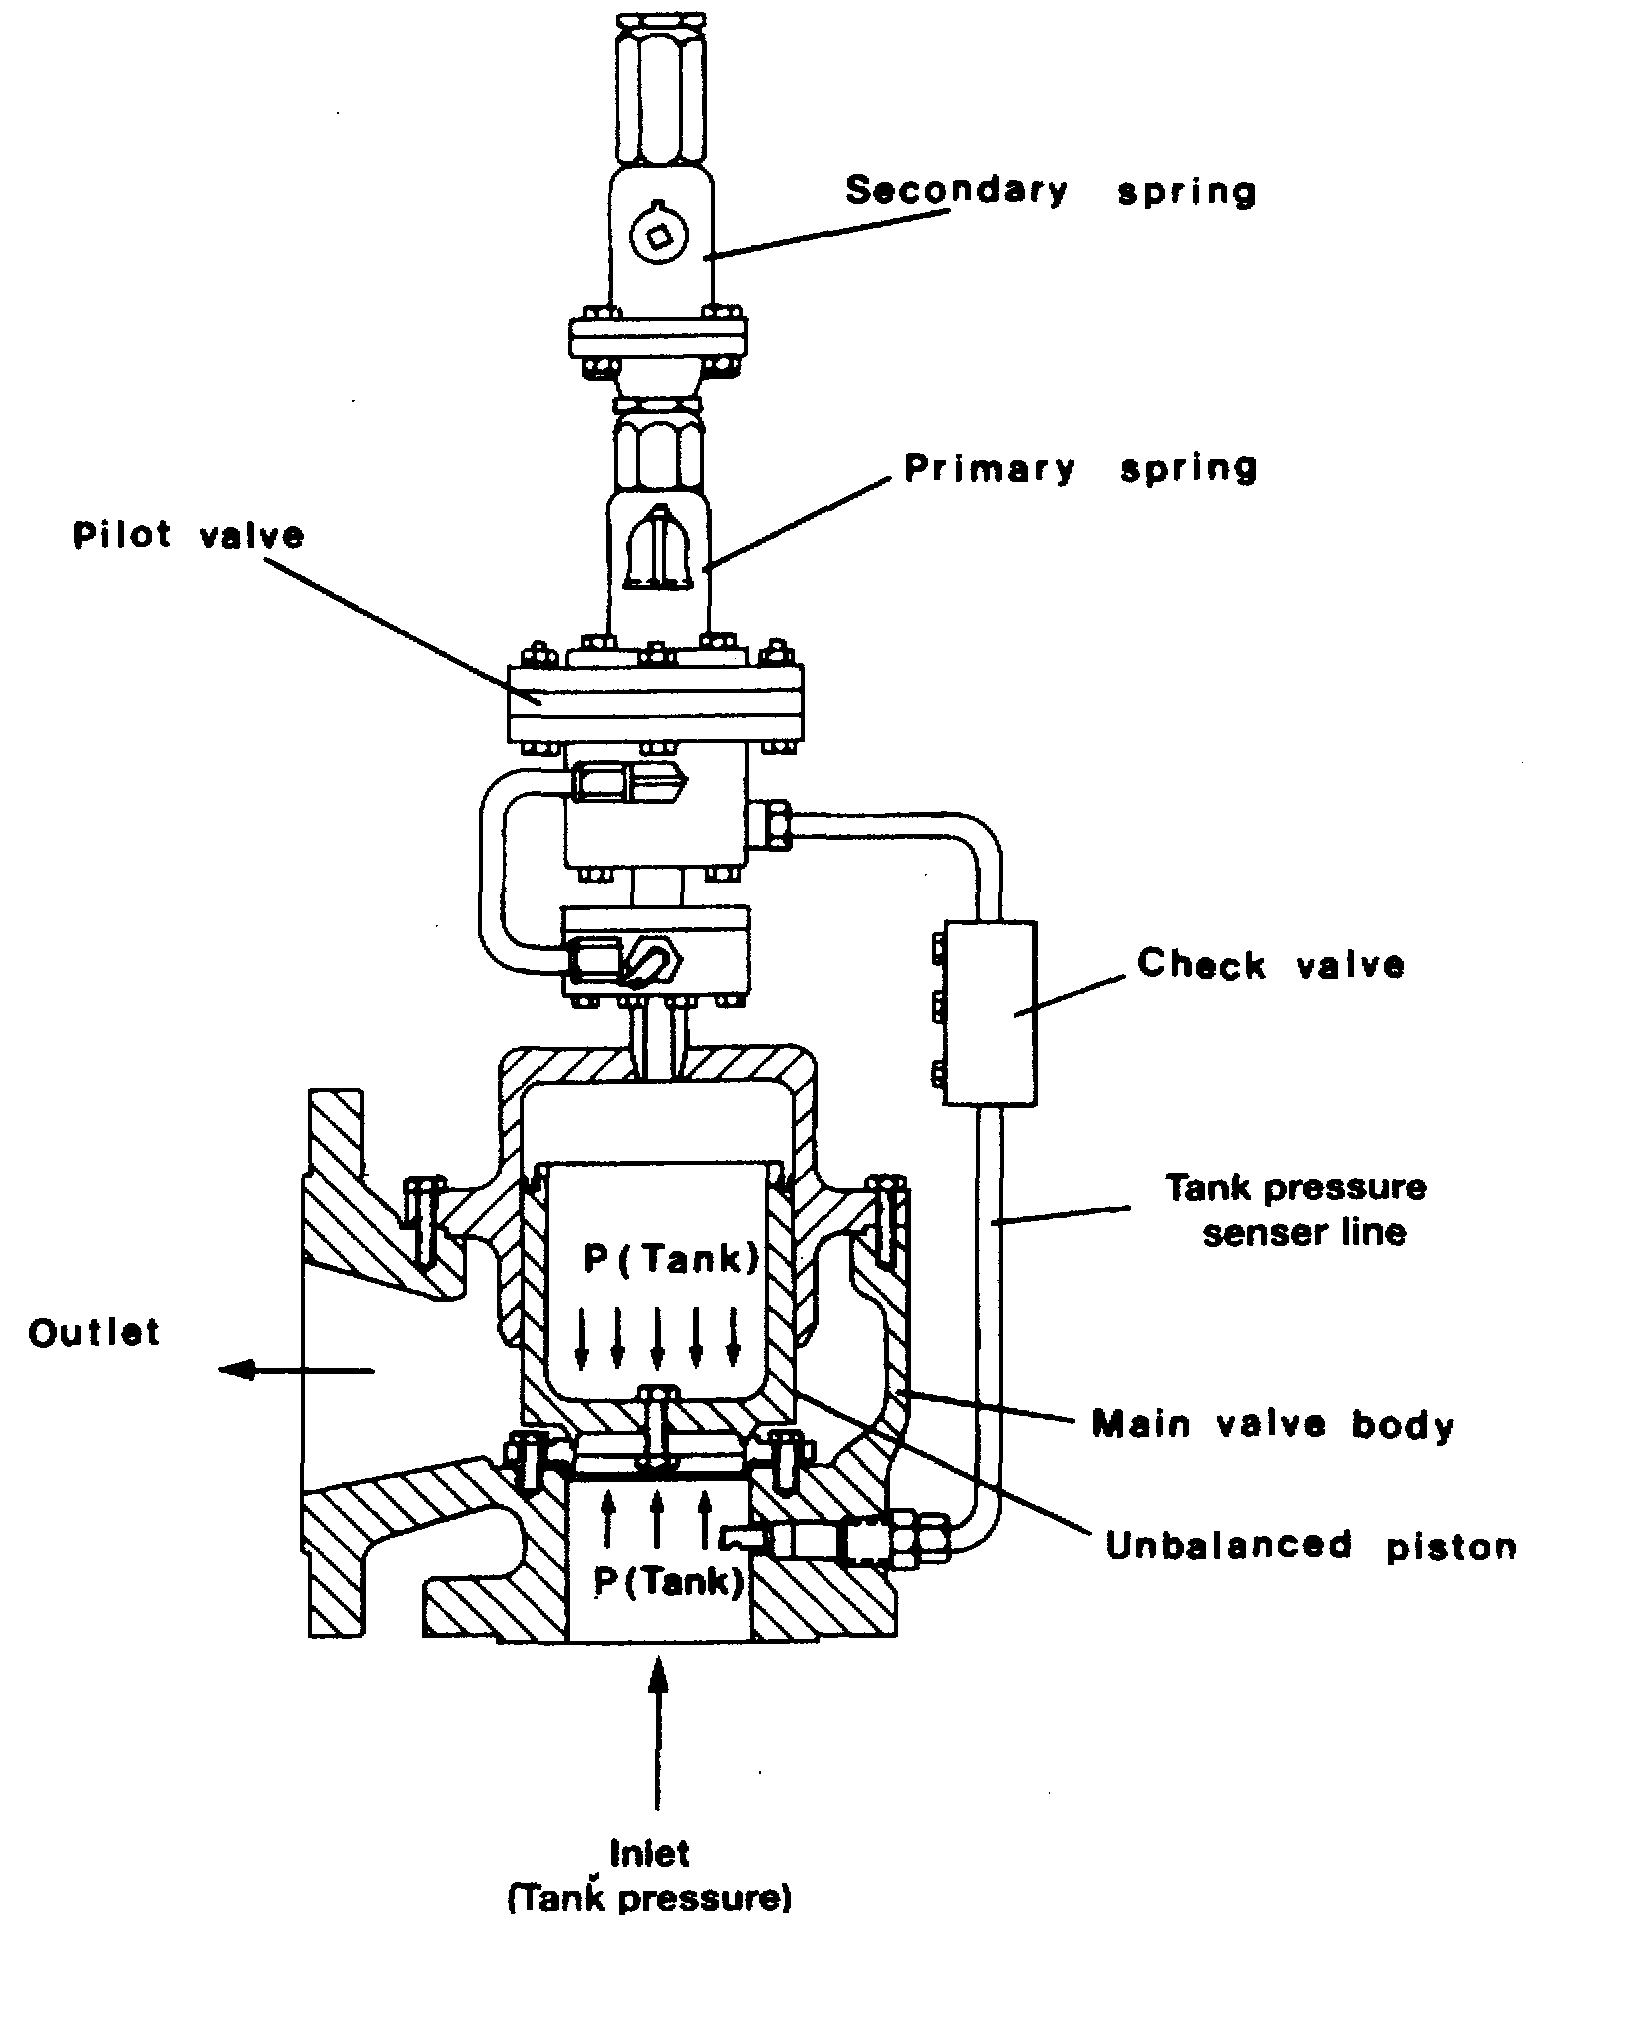 Secondary spring
Primary spring
Pilot valve
Check valve
Tank pressure
senser line
P (Tank)
Outlet
Main valve body
Unbalanced piston
P (Tank)
Inlet
(Tank pressure)